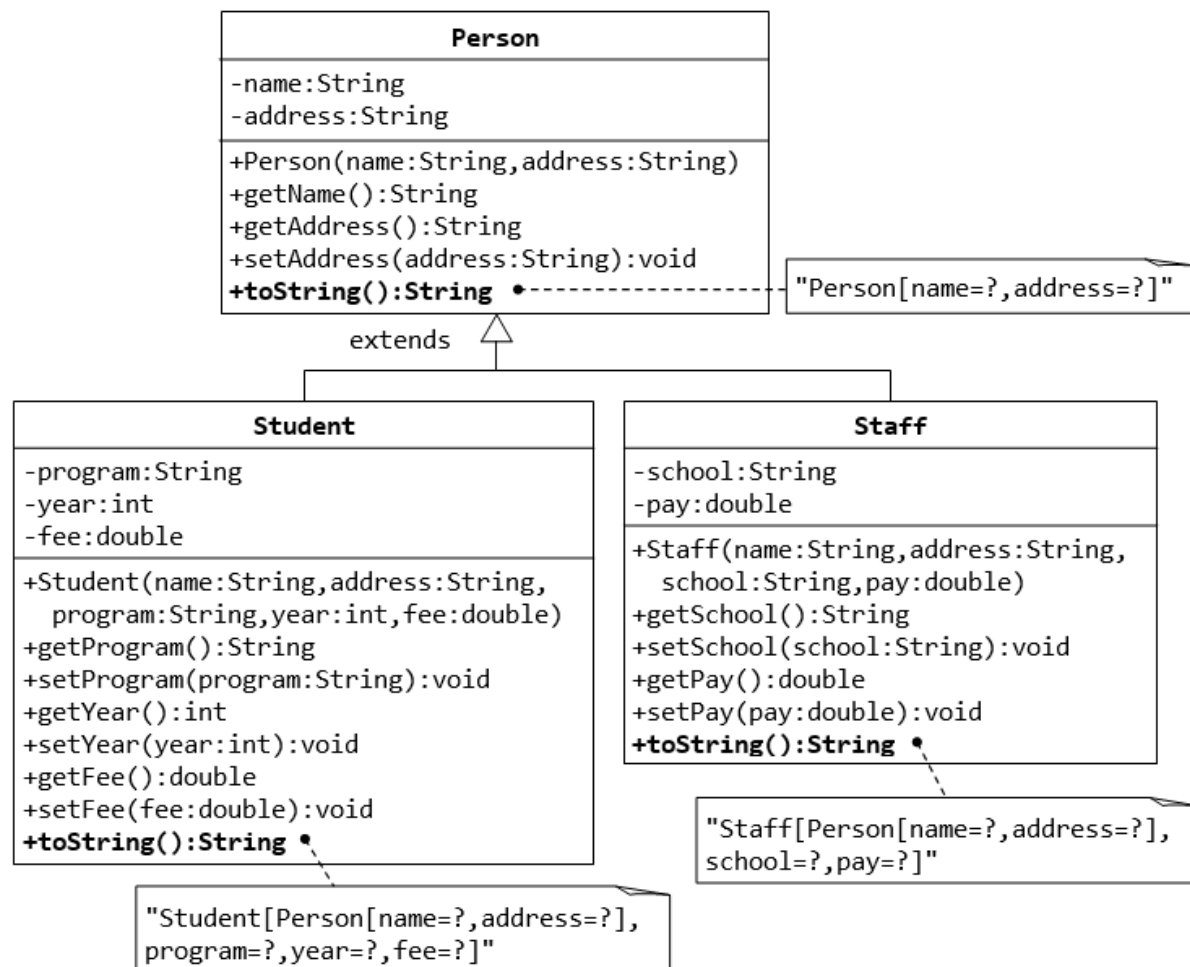 Person
-name:String
-address:String
+Person(name:String,address:String)
+getName():String
+getAddress():String
+setAddress(address:String):void
+toString():String
"Person[name=?,address=?]"
extends
Student
-program:String
-year:int
-fee:double
+Student(name:String,address:String,
program:String,year:int,fee:double)
+getProgram():String
+setProgram(program:String):void
+getYear():int
+setYear(year:int):void
+getFee():double
+setFee(fee:double):void
+toString():String
"Student[Person[name=?,address=?],
program=?,year=?,fee=?]"
Staff
-school:String
-pay:double
+Staff(name:String,address:String,
school:String,pay:double)
+getSchool():String
+setSchool(school:String):void
+getPay():double
+setPay(pay:double):void
+toString():String
"Staff[Person[name=?,address=?],
school=?,pay=?]"